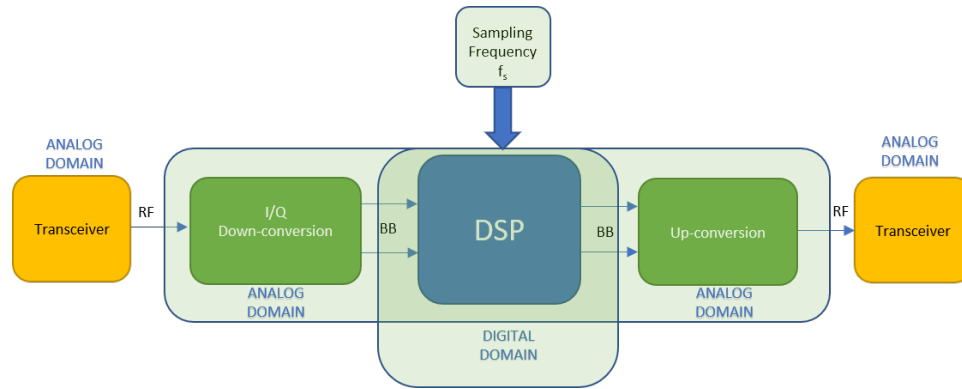 Sampling
Frequency
fs
ANALOG
DOMAIN
Transceiver
RF
I/Q
Down-conversion
ANALOG
DOMAIN
BB
DSP
DIGITAL
DOMAIN
BB
Up-conversion
ANALOG
DOMAIN
RF
ANALOG
DOMAIN
Transceiver